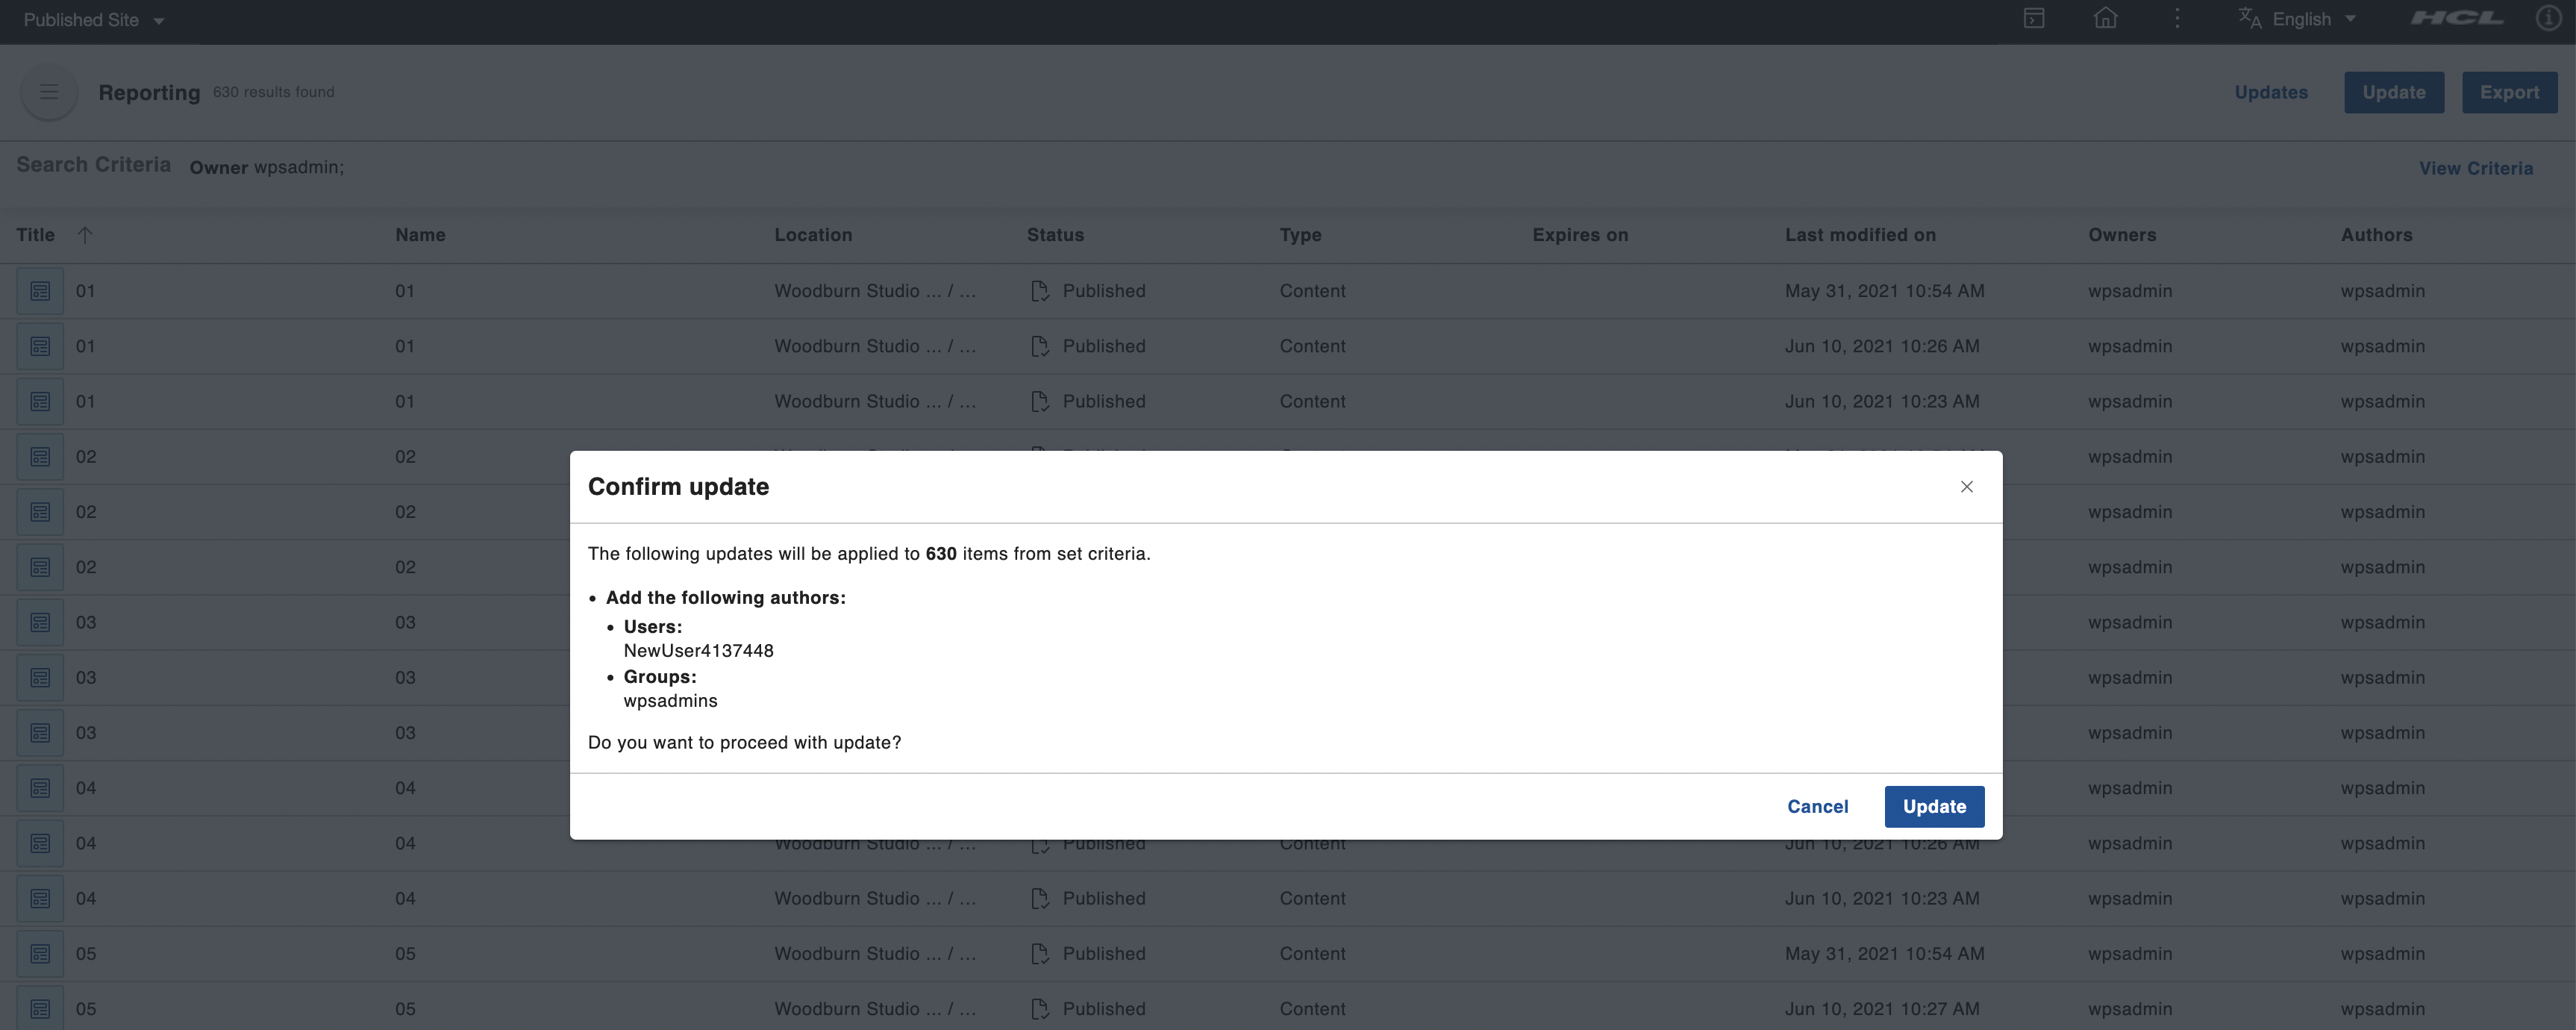 Published Site
English
HCL
Reporting 630 results found
Updates Update Export
Search Criteria Owner wpsadmin; View Criteria
Title Name Location Status Type Expires on Last modified on Owners Authors
01 01 Woodburn Studio ... / ... Published Content May 31, 2021 10:54 AM wpsadmin wpsadmin
01 01 Woodburn Studio ... / ... Published Content Jun 10, 2021 10:26 AM wpsadmin wpsadmin
01 01 Woodburn Studio ... / ... Published Content Jun 10, 2021 10:23 AM wpsadmin wpsadmin
02 02 wpsadmin wpsadmin
02 02 wpsadmin wpsadmin
02 02 wpsadmin wpsadmin
03 03 wpsadmin wpsadmin
03 03 wpsadmin wpsadmin
03 03 wpsadmin wpsadmin
04 04 wpsadmin wpsadmin
Confirm update
The following updates will be applied to 630 items from set criteria.
• Add the following authors:
• Users:
NewUser4137448
• Groups:
wpsadmins
Do you want to proceed with update?
Cancel Update
04 04 Woodburn Studio ... / ... Published Content Jun 10, 2021 10:26 AM wpsadmin wpsadmin
04 04 Woodburn Studio ... / ... Published Content Jun 10, 2021 10:23 AM wpsadmin wpsadmin
05 05 Woodburn Studio ... / ... Published Content May 31, 2021 10:54 AM wpsadmin wpsadmin
05 05 Woodburn Studio ... / ... Published Content Jun 10, 2021 10:27 AM wpsadmin wpsadmin